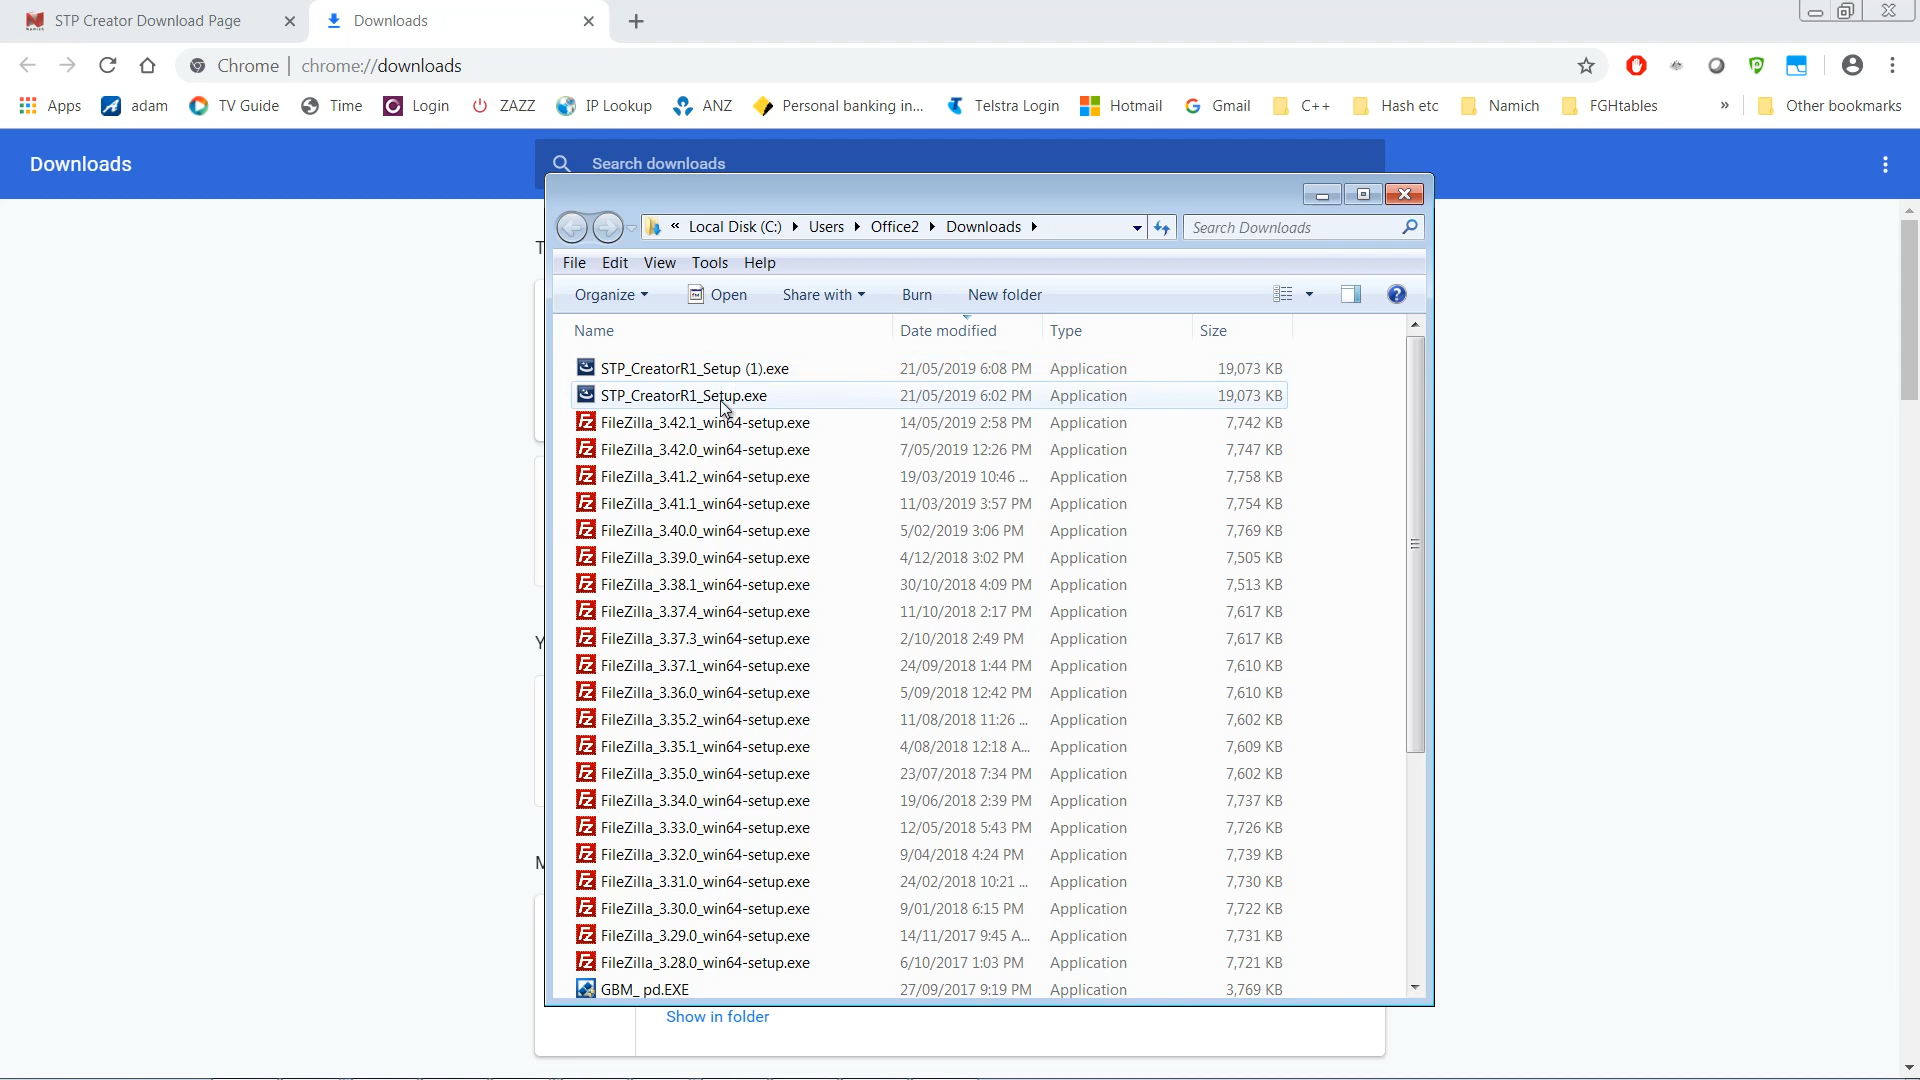 STP Creator Download Page
Downloads
Chrome | chrome://downloads
Apps adam TV Guide Time Login ZAZZ IP Lookup ANZ Personal banking in... Telstra Login Hotmail Gmail C++ Hash etc Namich FGHtables » Other bookmarks
Downloads Search downloads
« Local Disk (C:) Users Office2 Downloads Search Downloads
File Edit View Tools Help
Organize Open Share with Burn New folder
Name Date modified Type Size
STP_CreatorR1_Setup (1).exe 21/05/2019 6:08 PM Application 19,073 KB
STP_CreatorR1_Setup.exe 21/05/2019 6:02 PM Application 19,073 KB
FileZilla_3.42.1_win64-setup.exe 14/05/2019 2:58 PM Application 7,742 KB
FileZilla_3.42.0_win64-setup.exe 7/05/2019 12:26 PM Application 7,747 KB
FileZilla_3.41.2_win64-setup.exe 19/03/2019 10:46 ... Application 7,758 KB
FileZilla_3.41.1_win64-setup.exe 11/03/2019 3:57 PM Application 7,754 KB
FileZilla_3.40.0_win64-setup.exe 5/02/2019 3:06 PM Application 7,769 KB
FileZilla_3.39.0_win64-setup.exe 4/12/2018 3:02 PM Application 7,505 KB
FileZilla_3.38.1_win64-setup.exe 30/10/2018 4:09 PM Application 7,513 KB
FileZilla_3.37.4_win64-setup.exe 11/10/2018 2:17 PM Application 7,617 KB
FileZilla_3.37.3_win64-setup.exe 2/10/2018 2:49 PM Application 7,617 KB
FileZilla_3.37.1_win64-setup.exe 24/09/2018 1:44 PM Application 7,610 KB
FileZilla_3.36.0_win64-setup.exe 5/09/2018 12:42 PM Application 7,610 KB
FileZilla_3.35.2_win64-setup.exe 11/08/2018 11:26 ... Application 7,602 KB
FileZilla_3.35.1_win64-setup.exe 4/08/2018 12:18 A... Application 7,609 KB
FileZilla_3.35.0_win64-setup.exe 23/07/2018 7:34 PM Application 7,602 KB
FileZilla_3.34.0_win64-setup.exe 19/06/2018 2:39 PM Application 7,737 KB
FileZilla_3.33.0_win64-setup.exe 12/05/2018 5:43 PM Application 7,726 KB
FileZilla_3.32.0_win64-setup.exe 9/04/2018 4:24 PM Application 7,739 KB
FileZilla_3.31.0_win64-setup.exe 24/02/2018 10:21 ... Application 7,730 KB
FileZilla_3.30.0_win64-setup.exe 9/01/2018 6:15 PM Application 7,722 KB
FileZilla_3.29.0_win64-setup.exe 14/11/2017 9:45 A... Application 7,731 KB
FileZilla_3.28.0_win64-setup.exe 6/10/2017 1:03 PM Application 7,721 KB
GBM_ pd.EXE 27/09/2017 9:19 PM Application 3,769 KB
Show in folder